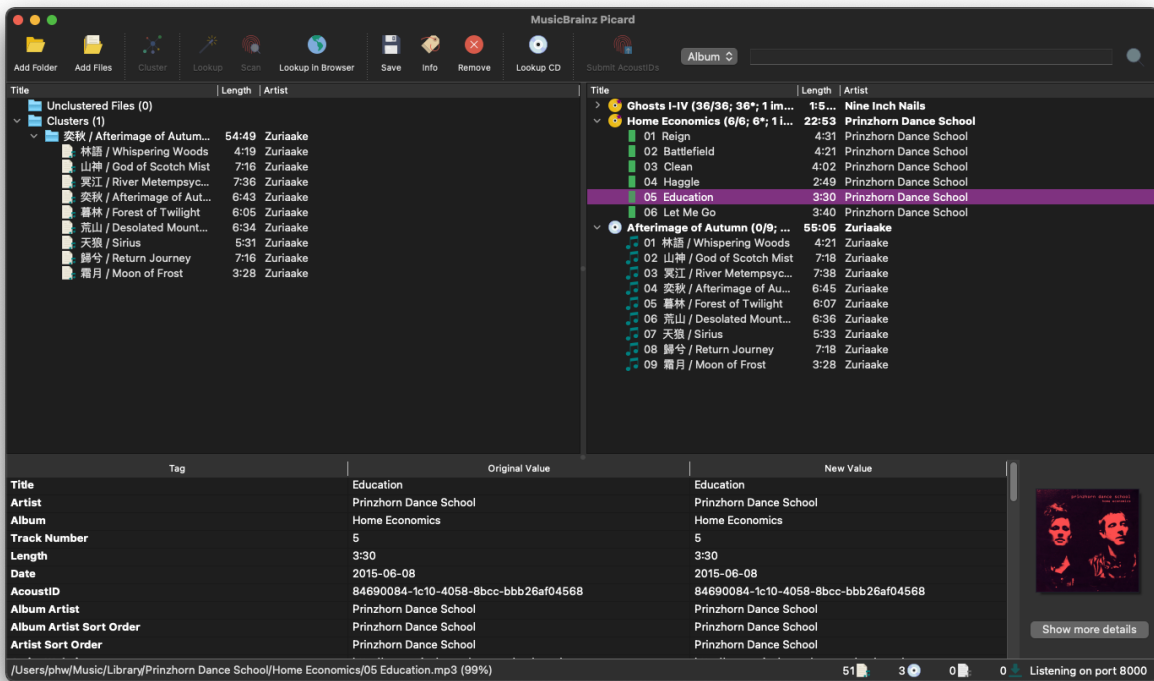 MusicBrainz Picard
Add Folder Add Files Cluster Lookup Scan Lookup in Browser Save Info Remove Lookup CD Submit AcoustIDs Album
Title Length Artist
Unclustered Files (0)
Clusters (1)
奕秋 / Afterimage of Autum... 54:49 Zuriaake
林語 / Whispering Woods 4:19 Zuriaake
山神 / God of Scotch Mist 7:16 Zuriaake
冥江 / River Metempsyc... 7:36 Zuriaake
奕秋 / Afterimage of Aut... 6:43 Zuriaake
暮林 / Forest of Twilight 6:05 Zuriaake
荒山 / Desolated Mount... 6:34 Zuriaake
天狼 / Sirius 5:31 Zuriaake
歸兮 / Return Journey 7:16 Zuriaake
霜月 / Moon of Frost 3:28 Zuriaake
Title Length Artist
Ghosts I-IV (36/36; 36*; 1 im... 1:5... Nine Inch Nails
Home Economics (6/6; 6*; 1 i... 22:53 Prinzhorn Dance School
01 Reign 4:31 Prinzhorn Dance School
02 Battlefield 4:21 Prinzhorn Dance School
03 Clean 4:02 Prinzhorn Dance School
04 Haggle 2:49 Prinzhorn Dance School
05 Education 3:30 Prinzhorn Dance School
06 Let Me Go 3:40 Prinzhorn Dance School
Afterimage of Autumn (0/9; ... 55:05 Zuriaake
01 林語 / Whispering Woods 4:21 Zuriaake
02 山神 / God of Scotch Mist 7:18 Zuriaake
03 冥江 / River Metempsyc... 7:38 Zuriaake
04 奕秋 / Afterimage of Au... 6:45 Zuriaake
05 暮林 / Forest of Twilight 6:07 Zuriaake
06 荒山 / Desolated Mount... 6:36 Zuriaake
07 天狼 / Sirius 5:33 Zuriaake
08 歸兮 / Return Journey 7:18 Zuriaake
09 霜月 / Moon of Frost 3:28 Zuriaake
Tag Original Value New Value
Title Education Education
Artist Prinzhorn Dance School Prinzhorn Dance School
Album Home Economics Home Economics
Track Number 5 5
Length 3:30 3:30
Date 2015-06-08 2015-06-08
AcoustID 84690084-1c10-4058-8bcc-bbb26af04568 84690084-1c10-4058-8bcc-bbb26af04568
Album Artist Prinzhorn Dance School Prinzhorn Dance School
Album Artist Sort Order Prinzhorn Dance School Prinzhorn Dance School
Artist Sort Order Prinzhorn Dance School Prinzhorn Dance School
prinzhorn dance school
home economics
Show more details
/Users/phw/Music/Library/Prinzhorn Dance School/Home Economics/05 Education.mp3 (99%) 51 3 0 0 Listening on port 8000